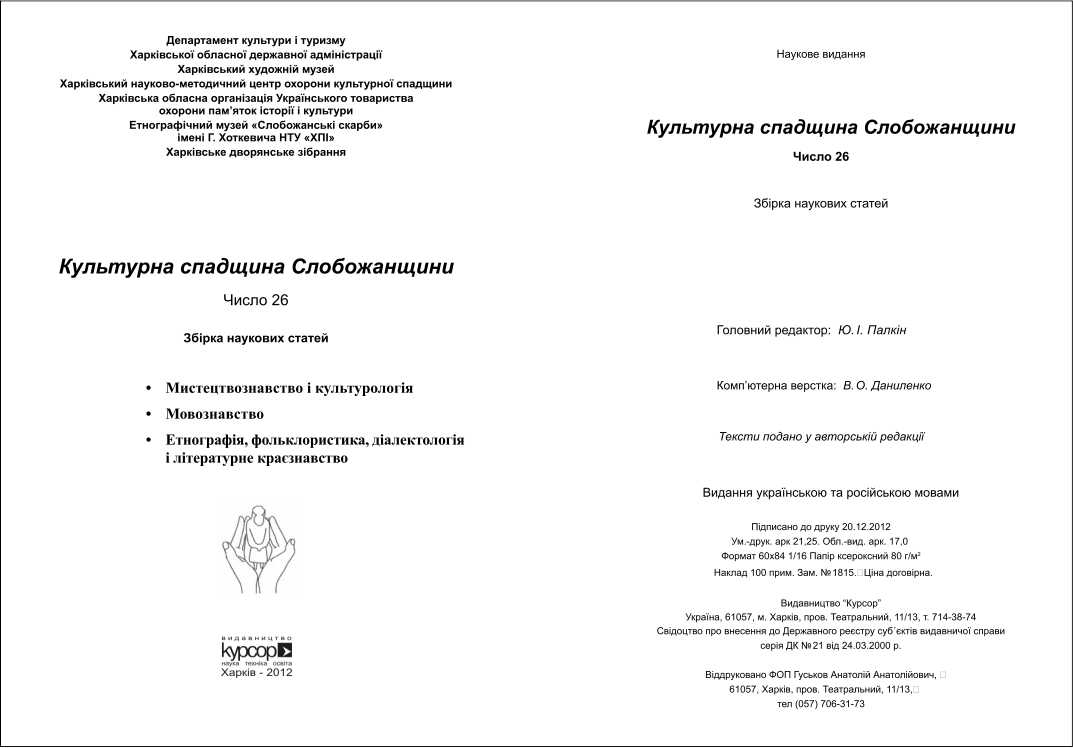 Департамент культури і туризму
Харківської обласної державної адміністрації
Харківський художній музей
Харківський науково-методичний центр охорони культурної спадщини
Харківська обласна організація Українського товариства
охорони пам’яток історії і культури
Етнографічний музей «Слобожанські скарби»
імені Г. Хоткевича НТУ «ХПІ»
Харківське дворянське зібрання
Культурна спадщина Слобожанщини
Число 26
Збірка наукових статей
• Мистецтвознавство і культурологія
• Мовознавство
• Етнографія, фольклористика, діалектологія
і літературне краєзнавство
видавництво
курсор
наука техніка освіта
Харків - 2012
Наукове видання
Культурна спадщина Слобожанщини
Число 26
Збірка наукових статей
Головний редактор: Ю. І. Палкін
Комп’ютерна верстка: В. О. Даниленко
Тексти подано у авторській редакції
Видання українською та російською мовами
Підписано до друку 20.12.2012
Ум.-друк. арк 21,25. Обл.-вид. арк. 17,0
Формат 60х84 1/16 Папір ксероксний 80 г/м²
Наклад 100 прим. Зам. № 1815. Ціна договірна.
Видавництво “Курсор”
Україна, 61057, м. Харків, пров. Театральний, 11/13, т. 714-38-74
Свідоцтво про внесення до Державного реєстру суб´єктів видавничої справи
серія ДК № 21 від 24.03.2000 р.
Віддруковано ФОП Гуськов Анатолій Анатолійович,
61057, Харків, пров. Театральний, 11/13,
тел (057) 706-31-73